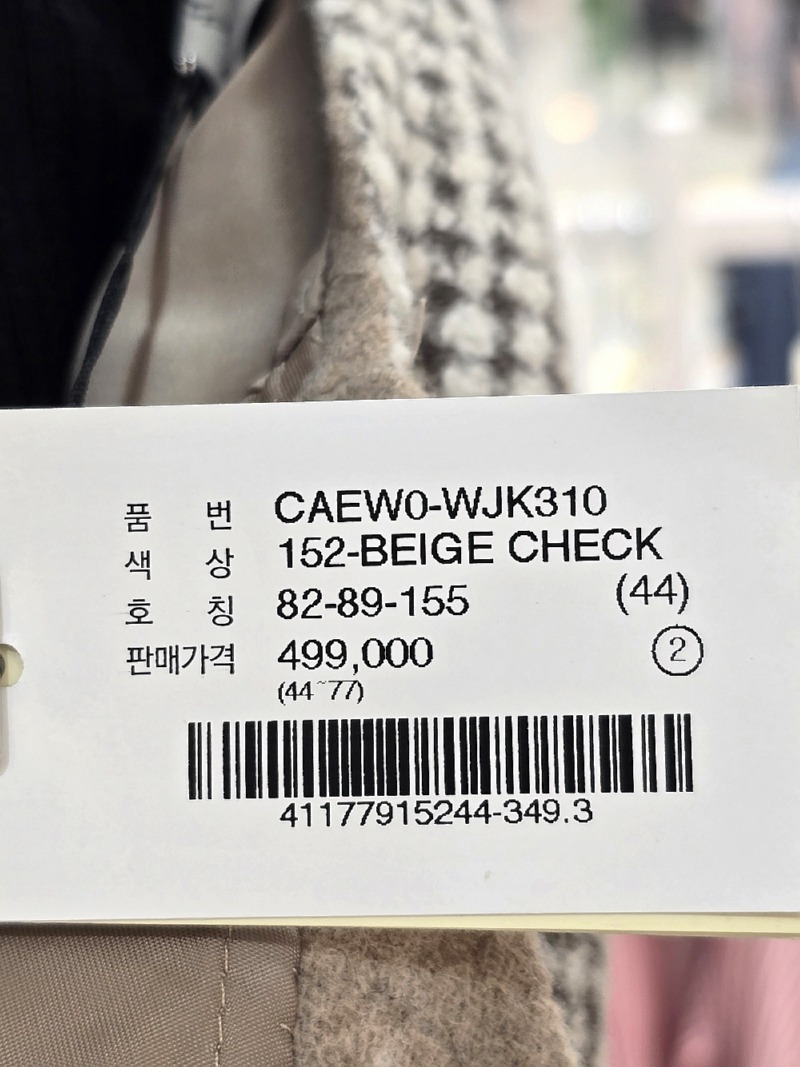 품 번 CAEW0-WJK310
색 상 152-BEIGE CHECK
호 칭 82-89-155 (44)
판매가격 499,000 ②
(44~77)
41177915244-349.3